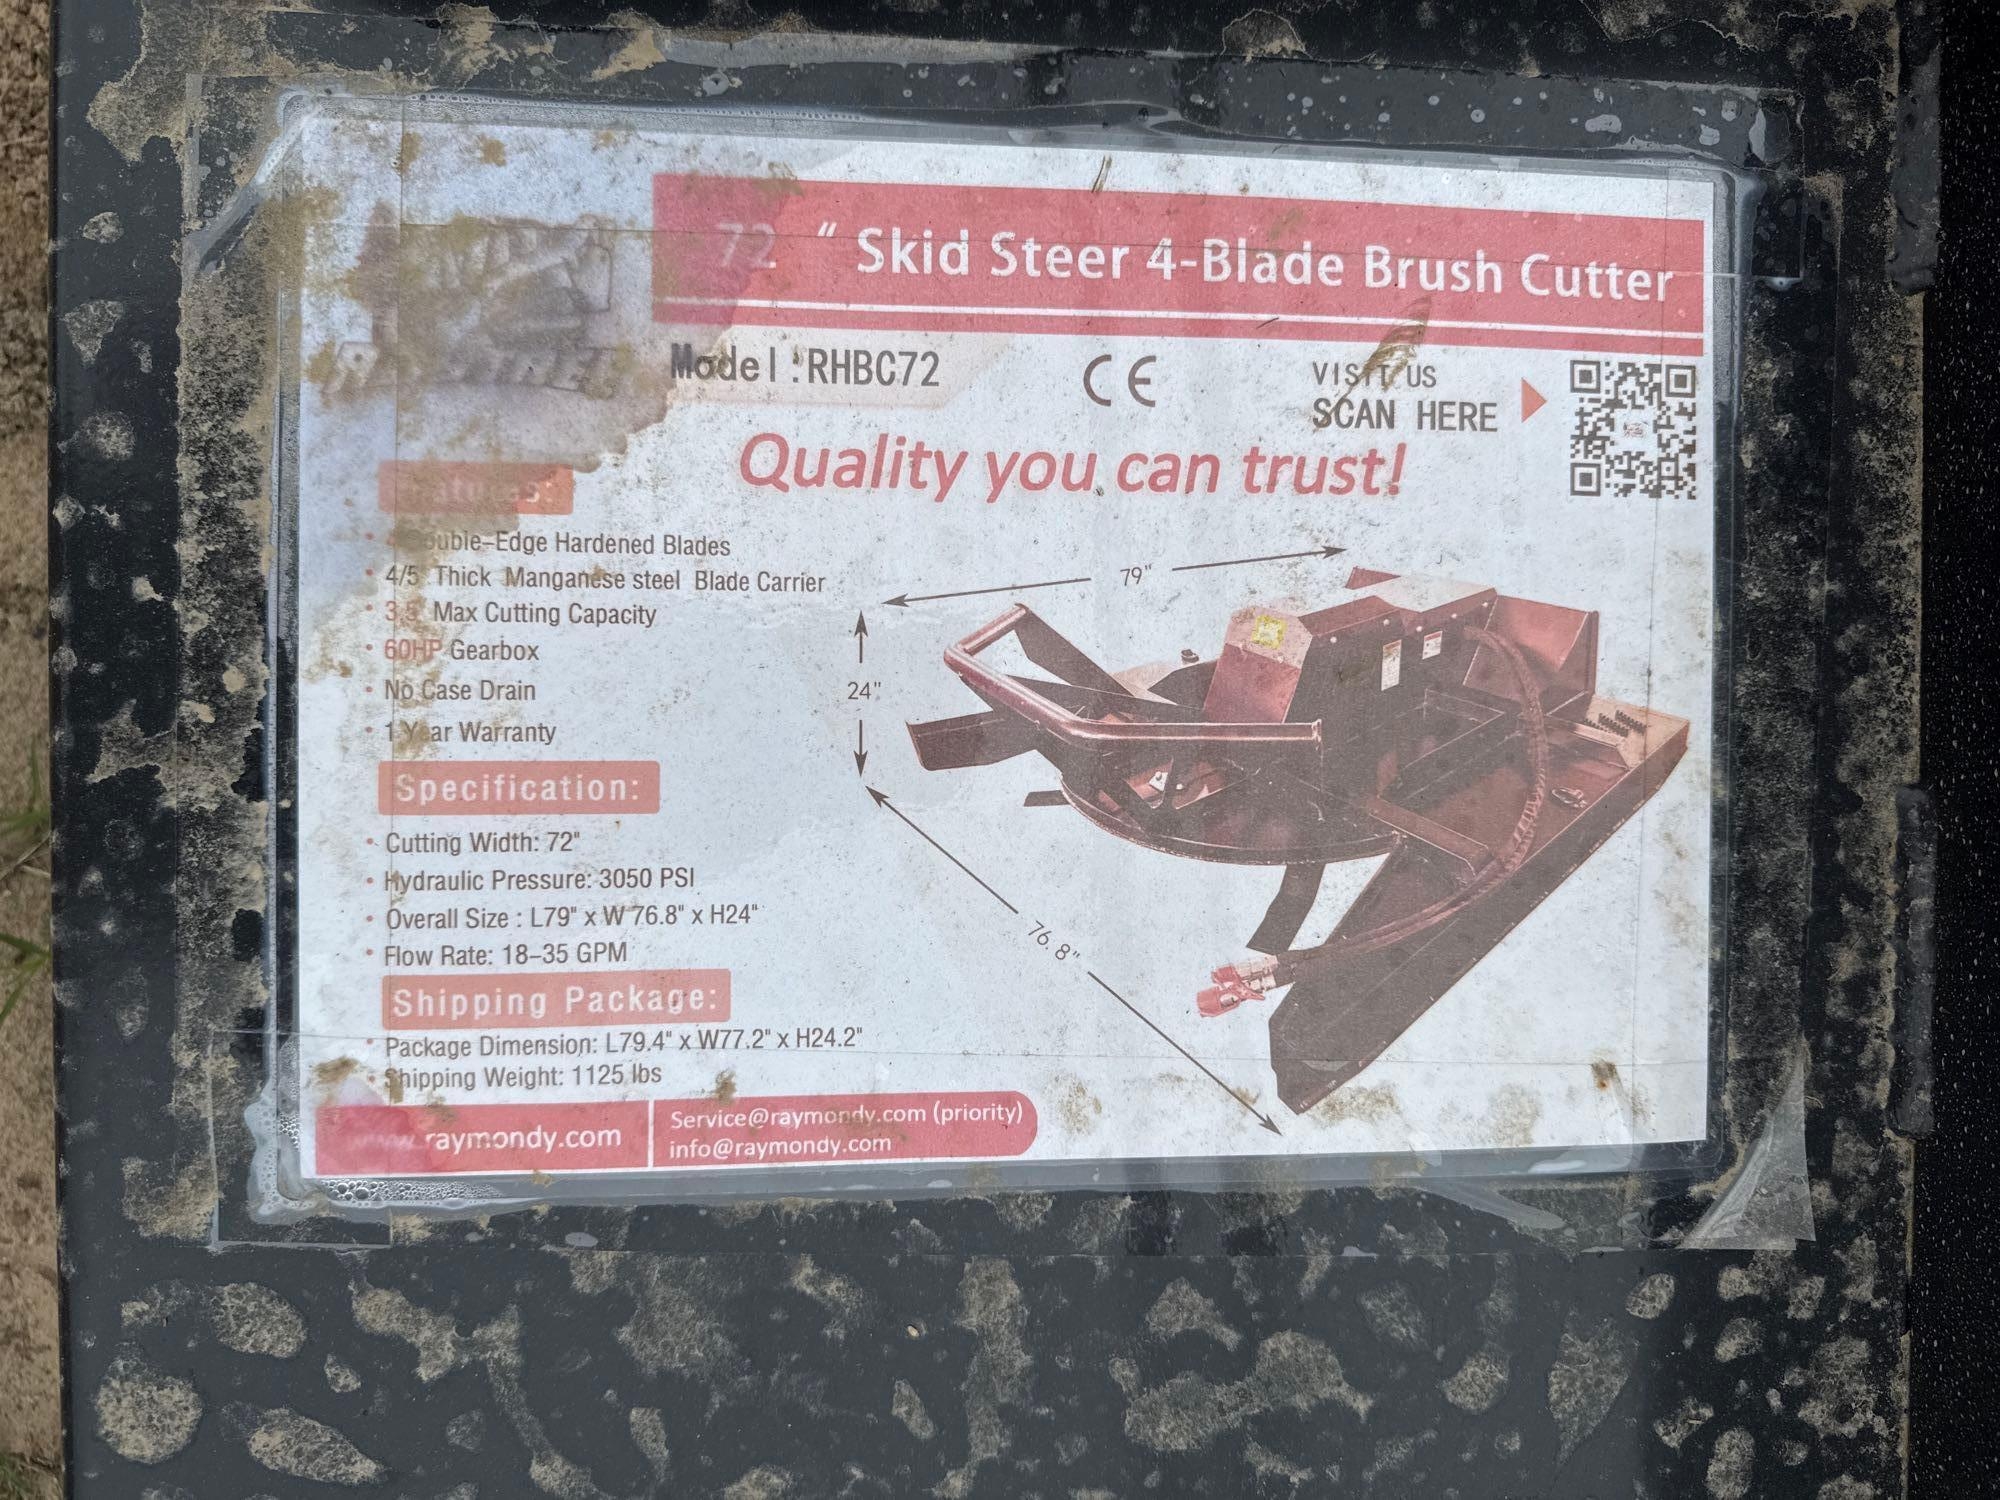 72 " Skid Steer 4-Blade Brush Cutter
Model:RHBC72
CE
VISIT US
SCAN HERE
Quality you can trust!
Features:
Double-Edge Hardened Blades
4/5 Thick Manganese steel Blade Carrier
3.5 Max Cutting Capacity
60HP Gearbox
No Case Drain
1 Year Warranty
79"
24"
76.8"
Specification:
Cutting Width: 72"
Hydraulic Pressure: 3050 PSI
Overall Size : L79" x W 76.8" x H24"
Flow Rate: 18-35 GPM
Shipping Package:
Package Dimension: L79.4" x W77.2" x H24.2"
Shipping Weight: 1125 lbs
www.raymondy.com
Service@raymondy.com (priority)
info@raymondy.com